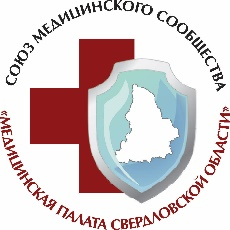 СОЮЗ МЕДИЦИНСКОГО СООБЩЕСТВА
«МЕДИЦИНСКАЯ ПАЛАТА СВЕРДЛОВСКОЙ ОБЛАСТИ»